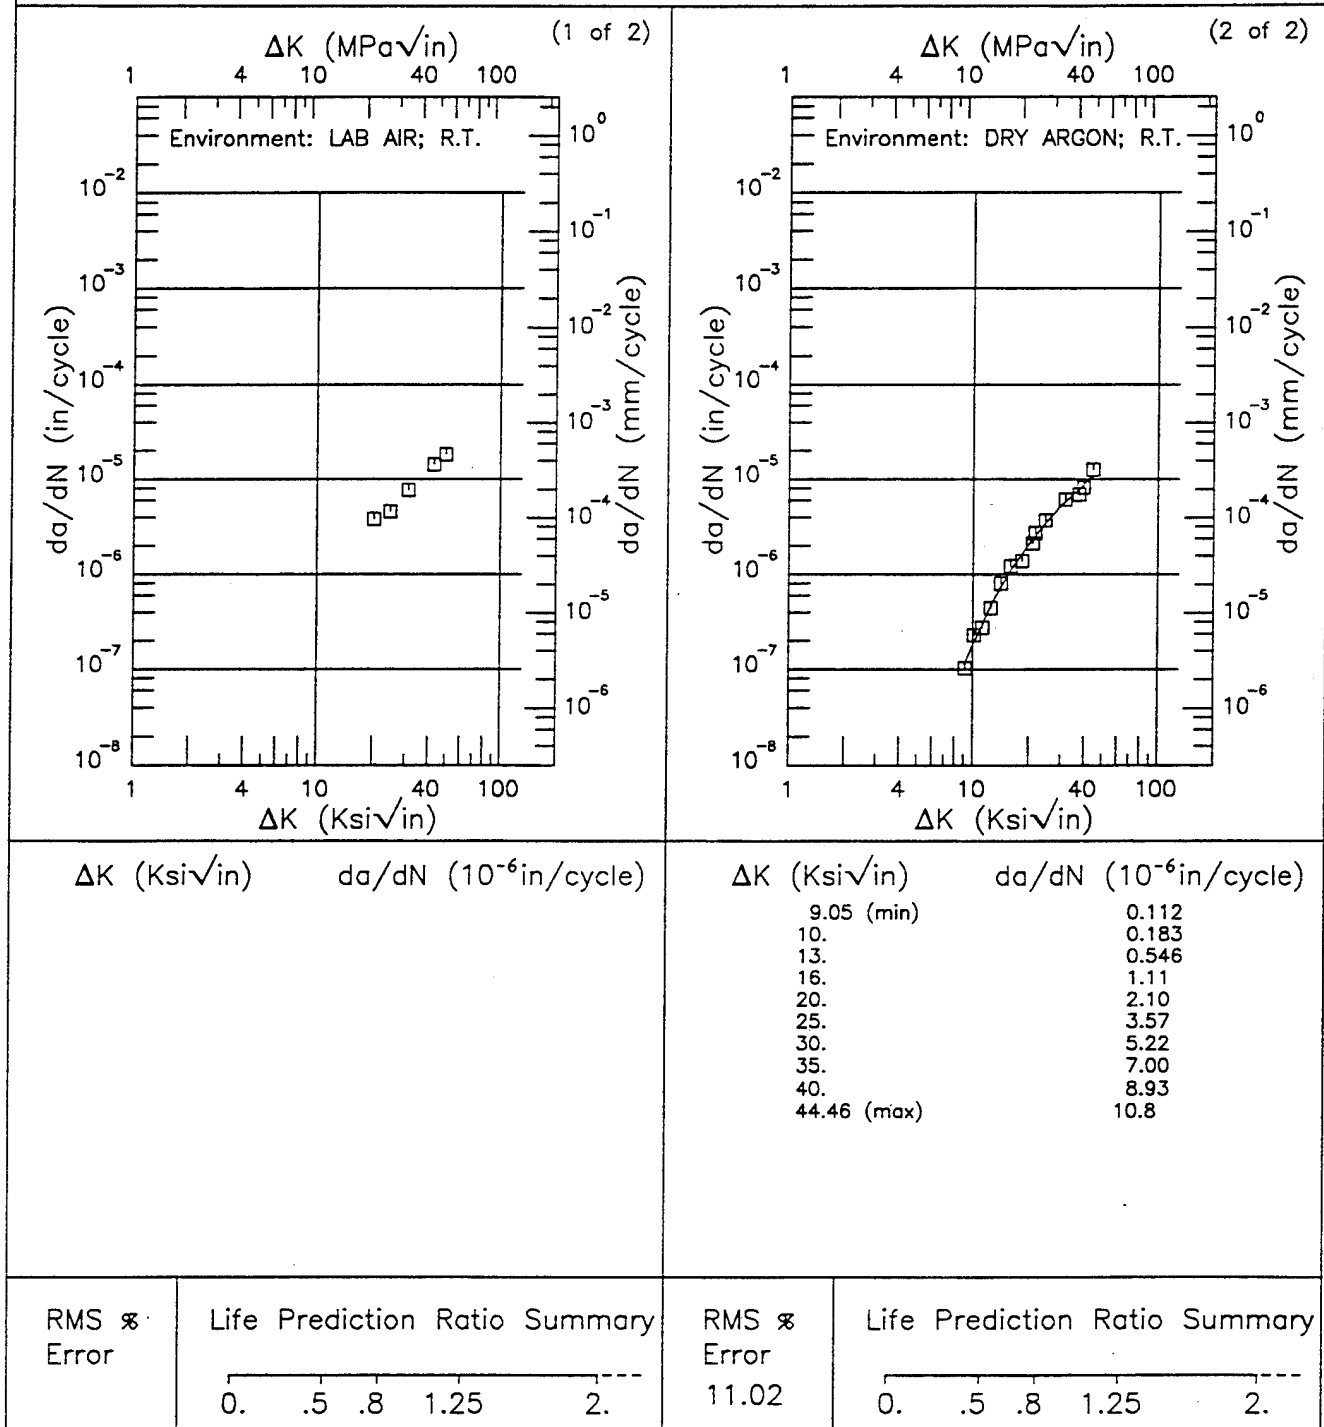 (1 of 2)
ΔK (MPa√in)
1 4 10 40 100
Environment: LAB AIR; R.T.
10⁻²
10⁻³
10⁻⁴
10⁻⁵
10⁻⁶
10⁻⁷
10⁻⁸
da/dN (in/cycle)
10⁰
10⁻¹
10⁻²
10⁻³
10⁻⁴
10⁻⁵
10⁻⁶
da/dN (mm/cycle)
1 4 10 40 100
ΔK (Ksi√in)
(2 of 2)
ΔK (MPa√in)
1 4 10 40 100
Environment: DRY ARGON; R.T.
10⁻²
10⁻³
10⁻⁴
10⁻⁵
10⁻⁶
10⁻⁷
10⁻⁸
da/dN (in/cycle)
10⁰
10⁻¹
10⁻²
10⁻³
10⁻⁴
10⁻⁵
10⁻⁶
da/dN (mm/cycle)
1 4 10 40 100
ΔK (Ksi√in)
ΔK (Ksi√in) da/dN (10⁻⁶in/cycle)
ΔK (Ksi√in) da/dN (10⁻⁶in/cycle)
9.05 (min) 0.112
10. 0.183
13. 0.546
16. 1.11
20. 2.10
25. 3.57
30. 5.22
35. 7.00
40. 8.93
44.46 (max) 10.8
RMS %
Error
Life Prediction Ratio Summary
0. .5 .8 1.25 2.
RMS %
Error
11.02
Life Prediction Ratio Summary
0. .5 .8 1.25 2.